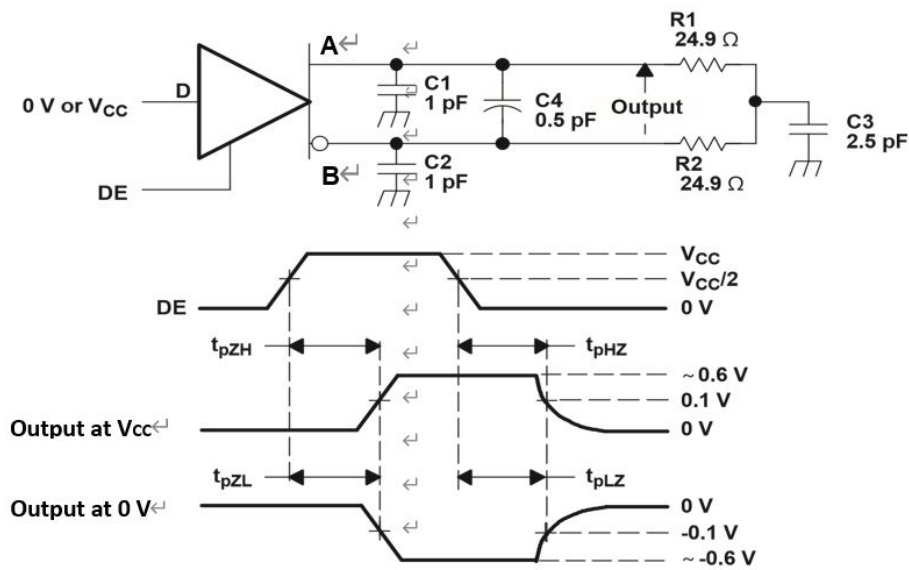 A↵
R1
24.9 Ω
D
0 V or VCC
C1
1 pF
C4
0.5 pF
Output
C3
2.5 pF
DE
B↵
C2
1 pF
R2
24.9 Ω
VCC
VCC/2
DE
0 V
tpZH
tpHZ
~ 0.6 V
0.1 V
Output at Vcc↵
0 V
tpZL
tpLZ
Output at 0 V↵
0 V
-0.1 V
~ -0.6 V